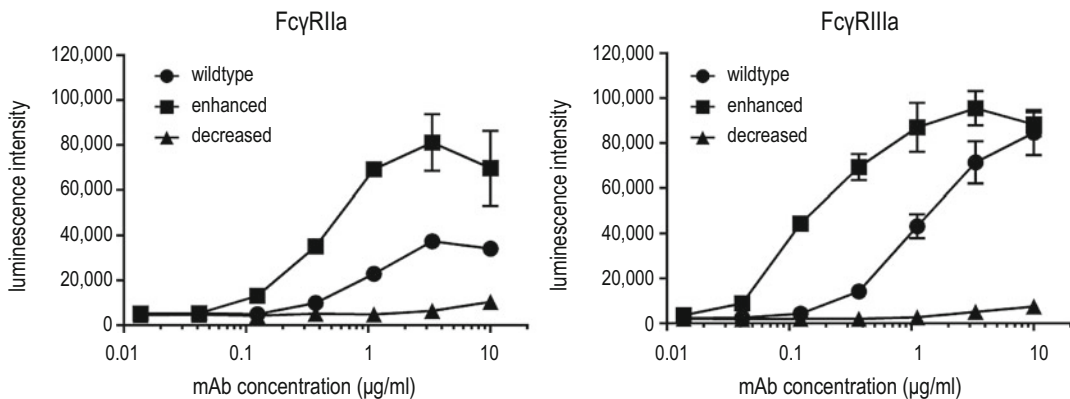 FcγRIIa
120,000
100,000
80,000
60,000
40,000
20,000
0
luminescence intensity
wildtype
enhanced
decreased
0.01
0.1
1
10
mAb concentration (µg/ml)
FcγRIIIa
120,000
100,000
80,000
60,000
40,000
20,000
0
luminescence intensity
wildtype
enhanced
decreased
0.01
0.1
1
10
mAb concentration (µg/ml)